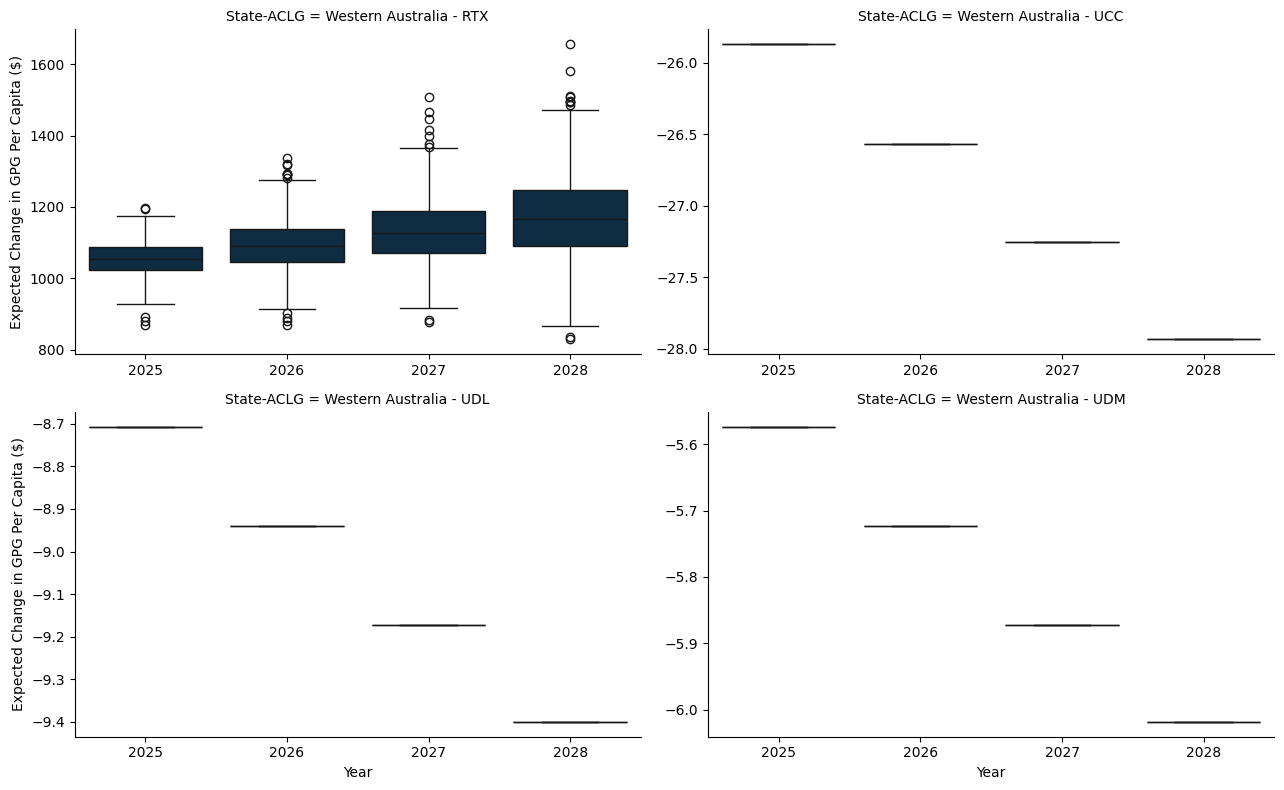 State-ACLG = Western Australia - RTX
Expected Change in GPG Per Capita ($)
1600
1400
1200
1000
800
2025 2026 2027 2028
State-ACLG = Western Australia - UCC
−26.0
−26.5
−27.0
−27.5
−28.0
2025 2026 2027 2028
State-ACLG = Western Australia - UDL
Expected Change in GPG Per Capita ($)
−8.7
−8.8
−8.9
−9.0
−9.1
−9.2
−9.3
−9.4
2025 2026 2027 2028
Year
State-ACLG = Western Australia - UDM
−5.6
−5.7
−5.8
−5.9
−6.0
2025 2026 2027 2028
Year